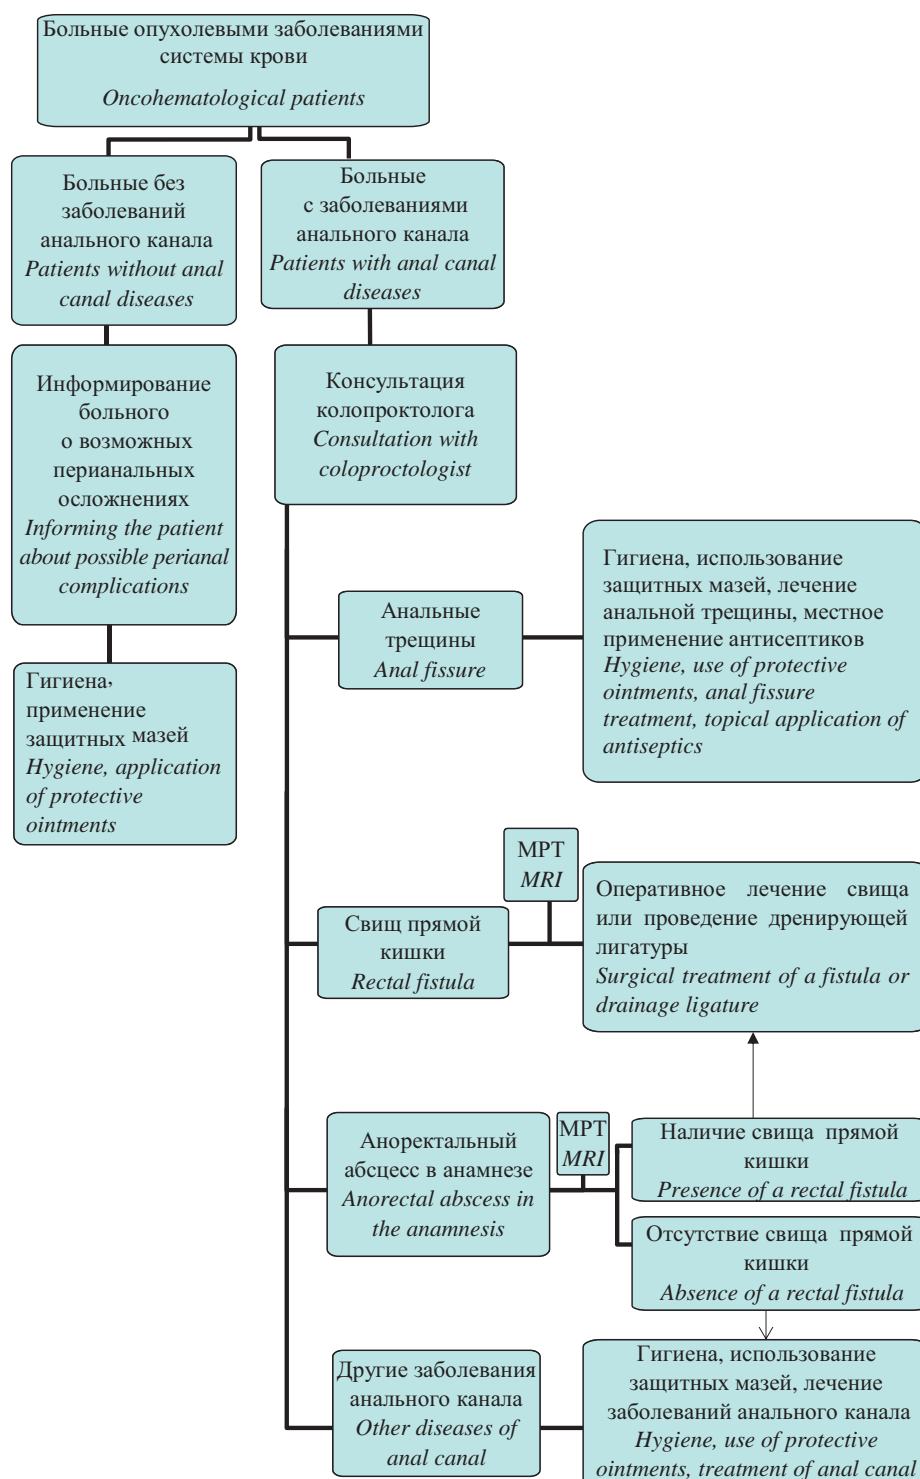 Больные опухолевыми заболеваниями
системы крови
Oncohematological patients
Больные без
заболеваний
анального канала
Patients without anal
canal diseases
Больные
с заболеваниями
анального канала
Patients with anal canal
diseases
Информирование
больного
о возможных
перианальных
осложнениях
Informing the patient
about possible perianal
complications
Консультация
колопроктолога
Consultation with
coloproctologist
Гигиена,
применение
защитных мазей
Hygiene, application
of protective
ointments
Анальные
трещины
Anal fissure
Гигиена, использование
защитных мазей, лечение
анальной трещины, местное
применение антисептиков
Hygiene, use of protective
ointments, anal fissure
treatment, topical application of
antiseptics
МРТ
MRI
Свищ прямой
кишки
Rectal fistula
Оперативное лечение свища
или проведение дренирующей
лигатуры
Surgical treatment of a fistula or
drainage ligature
Аноректальный
абсцесс в анамнезе
Anorectal abscess in
the anamnesis
МРТ
MRI
Наличие свища прямой
кишки
Presence of a rectal fistula
Отсутствие свища прямой
кишки
Absence of a rectal fistula
Другие заболевания
анального канала
Other diseases of
anal canal
Гигиена, использование
защитных мазей, лечение
заболеваний анального канала
Hygiene, use of protective
ointments, treatment of anal canal